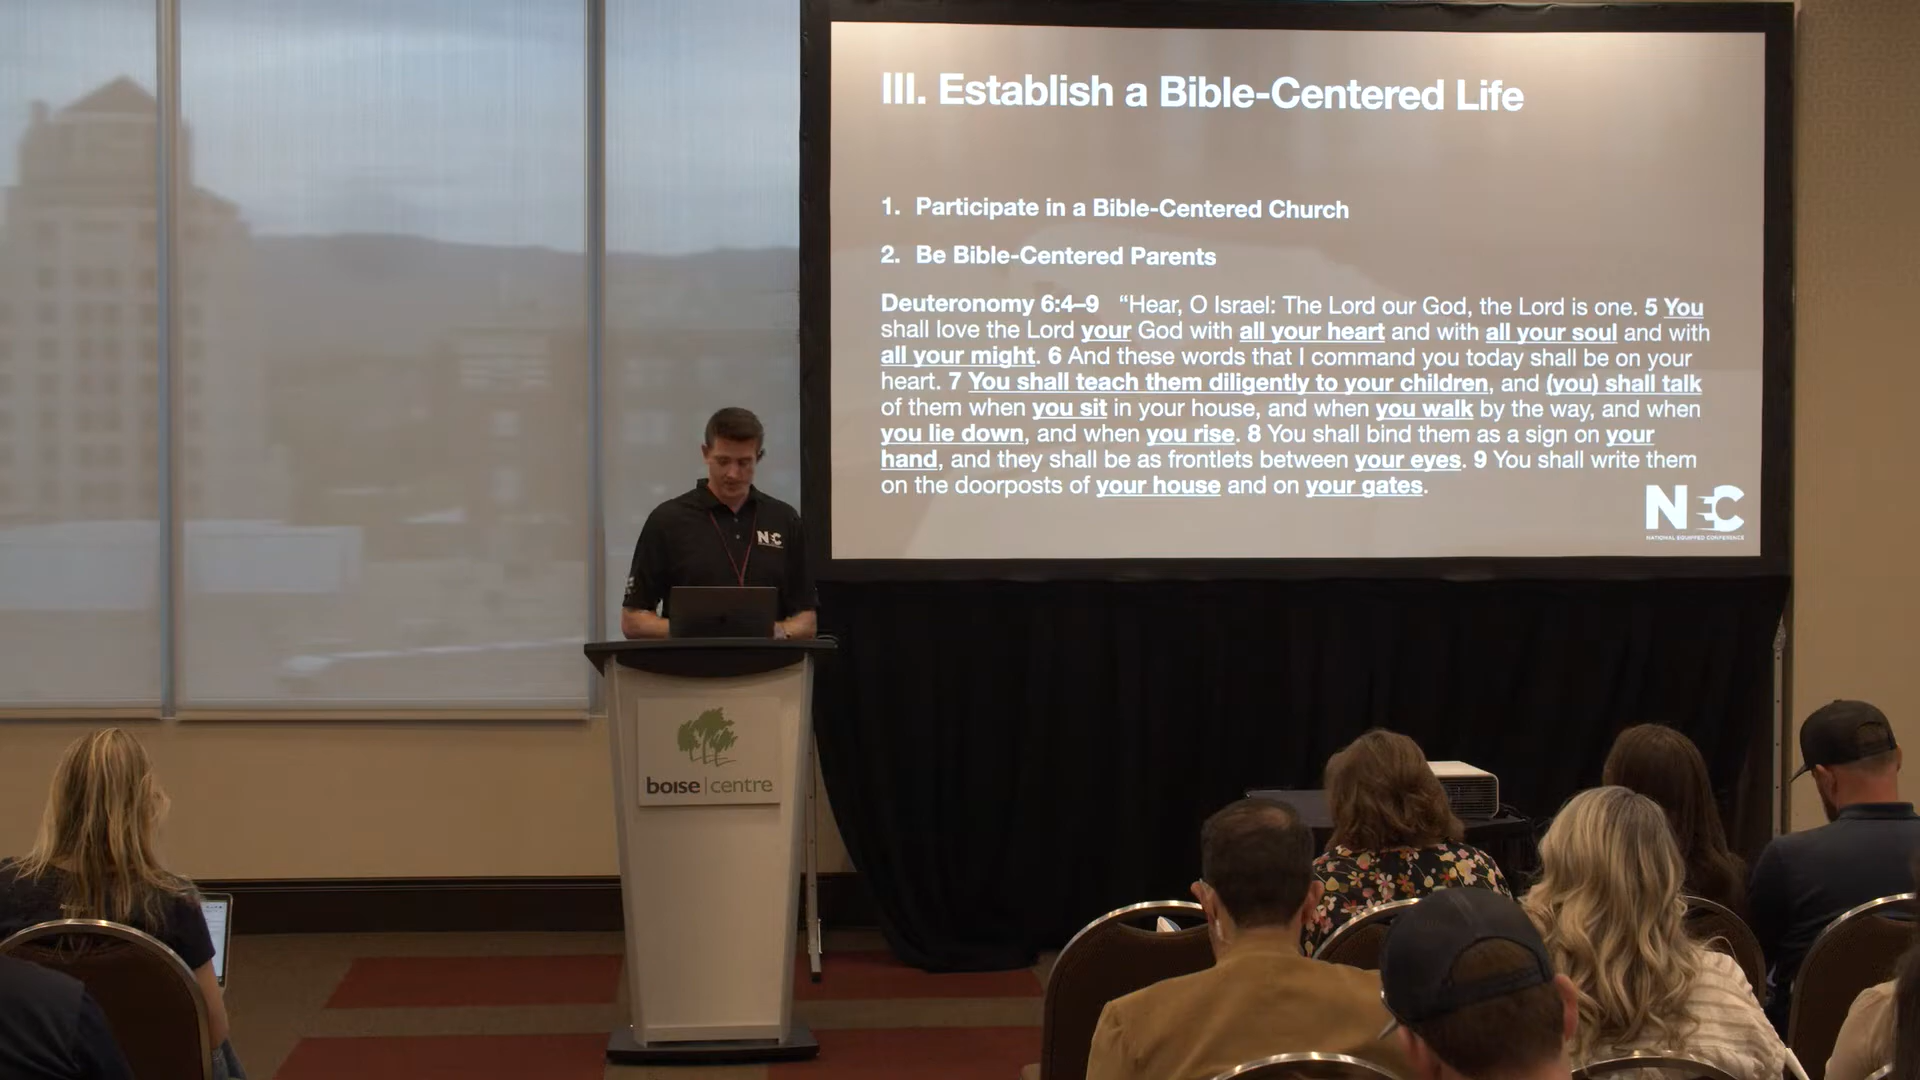 III. Establish a Bible-Centered Life
1. Participate in a Bible-Centered Church
2. Be Bible-Centered Parents
Deuteronomy 6:4–9 “Hear, O Israel: The Lord our God, the Lord is one. 5 You
shall love the Lord your God with all your heart and with all your soul and with
all your might. 6 And these words that I command you today shall be on your
heart. 7 You shall teach them diligently to your children, and (you) shall talk
of them when you sit in your house, and when you walk by the way, and when
you lie down, and when you rise. 8 You shall bind them as a sign on your
hand, and they shall be as frontlets between your eyes. 9 You shall write them
on the doorposts of your house and on your gates.
NEC
NATIONAL EQUIPPED CONFERENCE
NEC
boise|centre